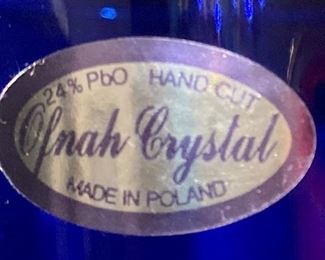 24% PbO HAND CUT
Ofnah Crystal
MADE IN POLAND